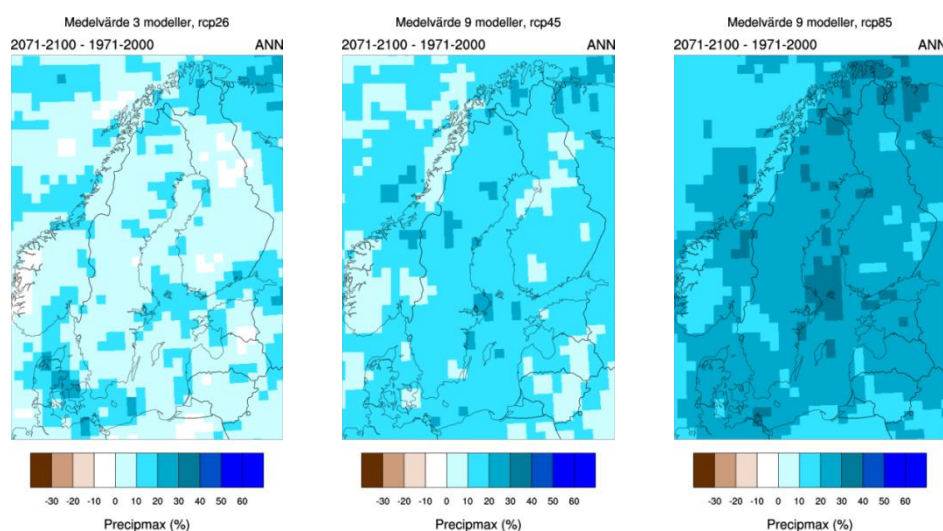 Medelvärde 3 modeller, rcp26
2071-2100 - 1971-2000 ANN
-30 -20 -10 0 10 20 30 40 50 60
Precipmax (%)
Medelvärde 9 modeller, rcp45
2071-2100 - 1971-2000 ANN
-30 -20 -10 0 10 20 30 40 50 60
Precipmax (%)
Medelvärde 9 modeller, rcp85
2071-2100 - 1971-2000 ANN
-30 -20 -10 0 10 20 30 40 50 60
Precipmax (%)